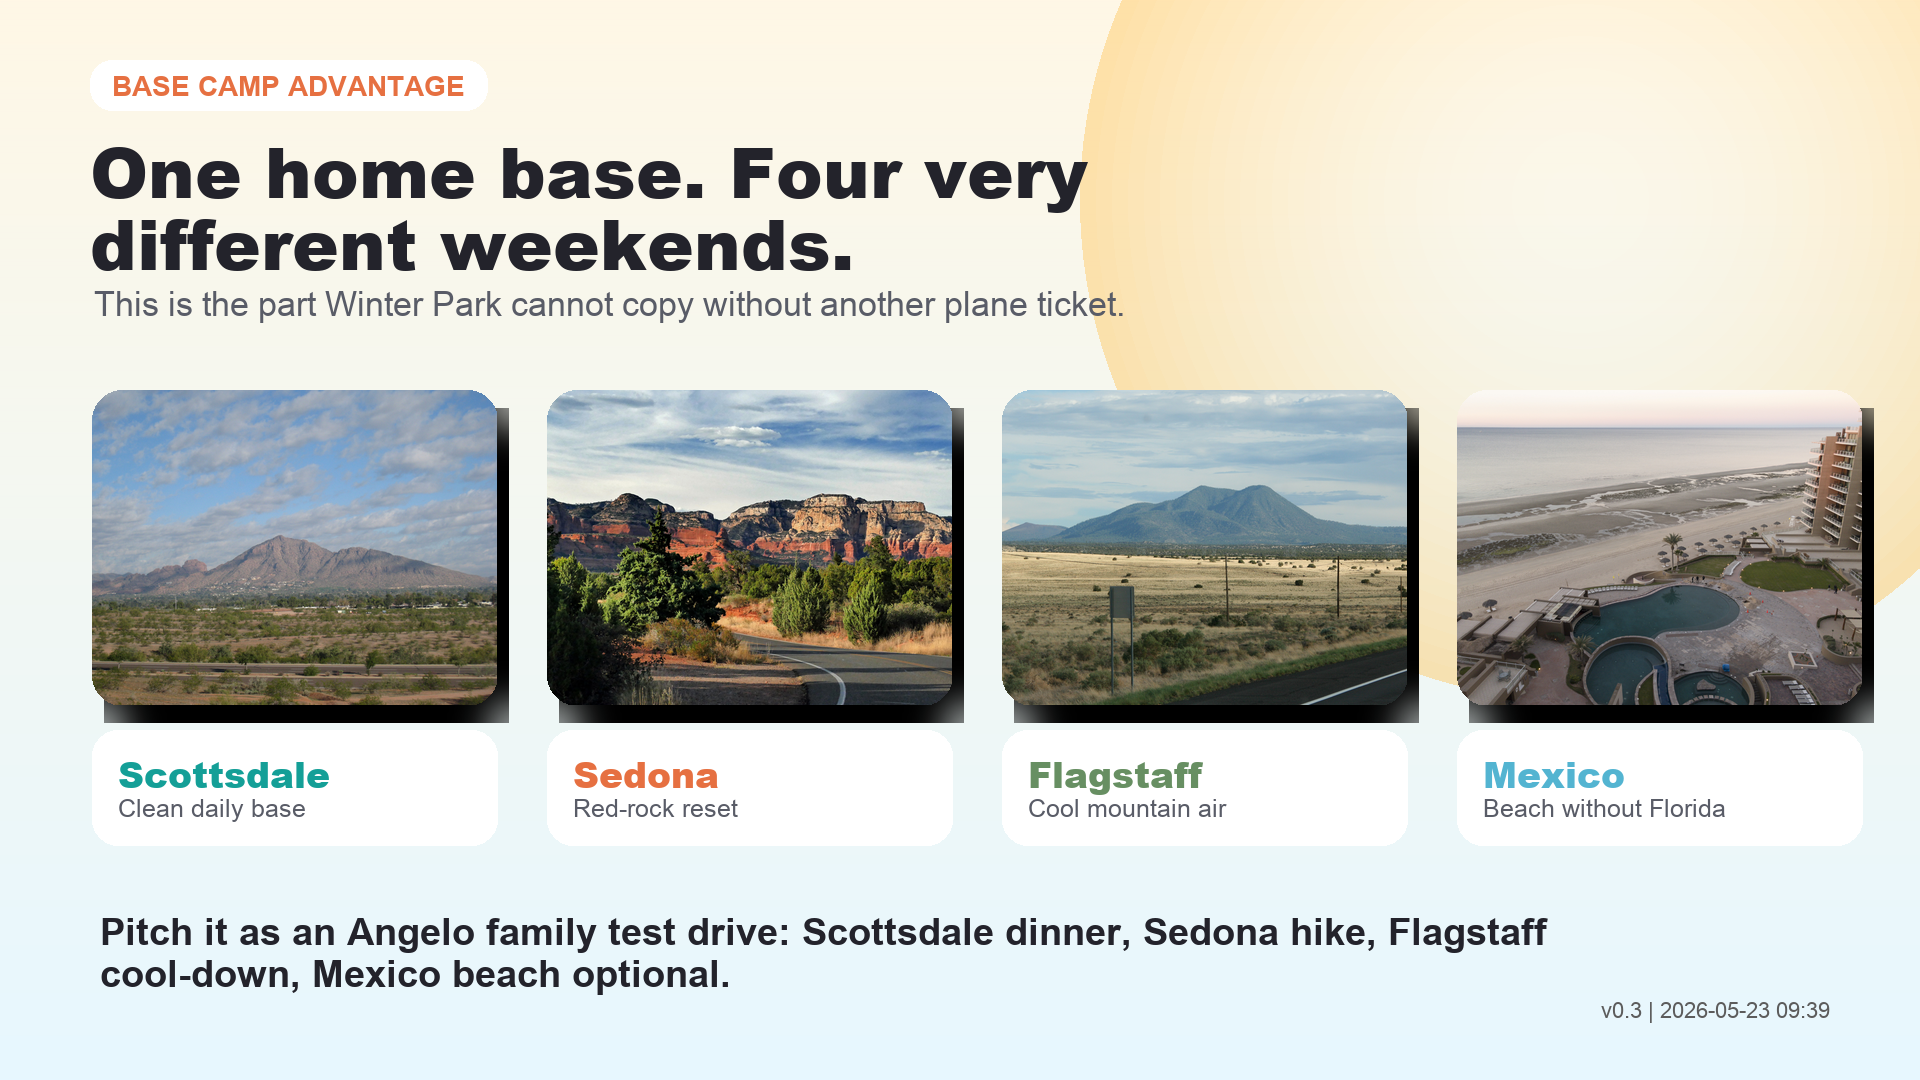 BASE CAMP ADVANTAGE
One home base. Four very
different weekends.
This is the part Winter Park cannot copy without another plane ticket.
Scottsdale
Clean daily base
Sedona
Red-rock reset
Flagstaff
Cool mountain air
Mexico
Beach without Florida
Pitch it as an Angelo family test drive: Scottsdale dinner, Sedona hike, Flagstaff
cool-down, Mexico beach optional.
v0.3 | 2026-05-23 09:39